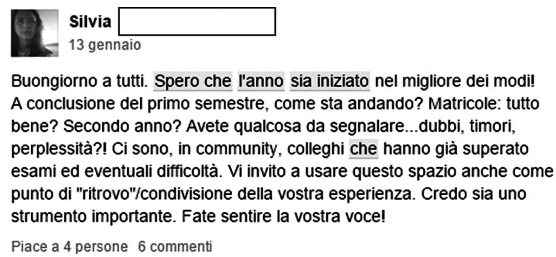 Silvia
13 gennaio
Buongiorno a tutti. Spero che l'anno sia iniziato nel migliore dei modi!
A conclusione del primo semestre, come sta andando? Matricole: tutto
bene? Secondo anno? Avete qualcosa da segnalare...dubbi, timori,
perplessità?! Ci sono, in community, colleghi che hanno già superato
esami ed eventuali difficoltà. Vi invito a usare questo spazio anche come
punto di "ritrovo"/condivisione della vostra esperienza. Credo sia uno
strumento importante. Fate sentire la vostra voce!
Piace a 4 persone 6 commenti